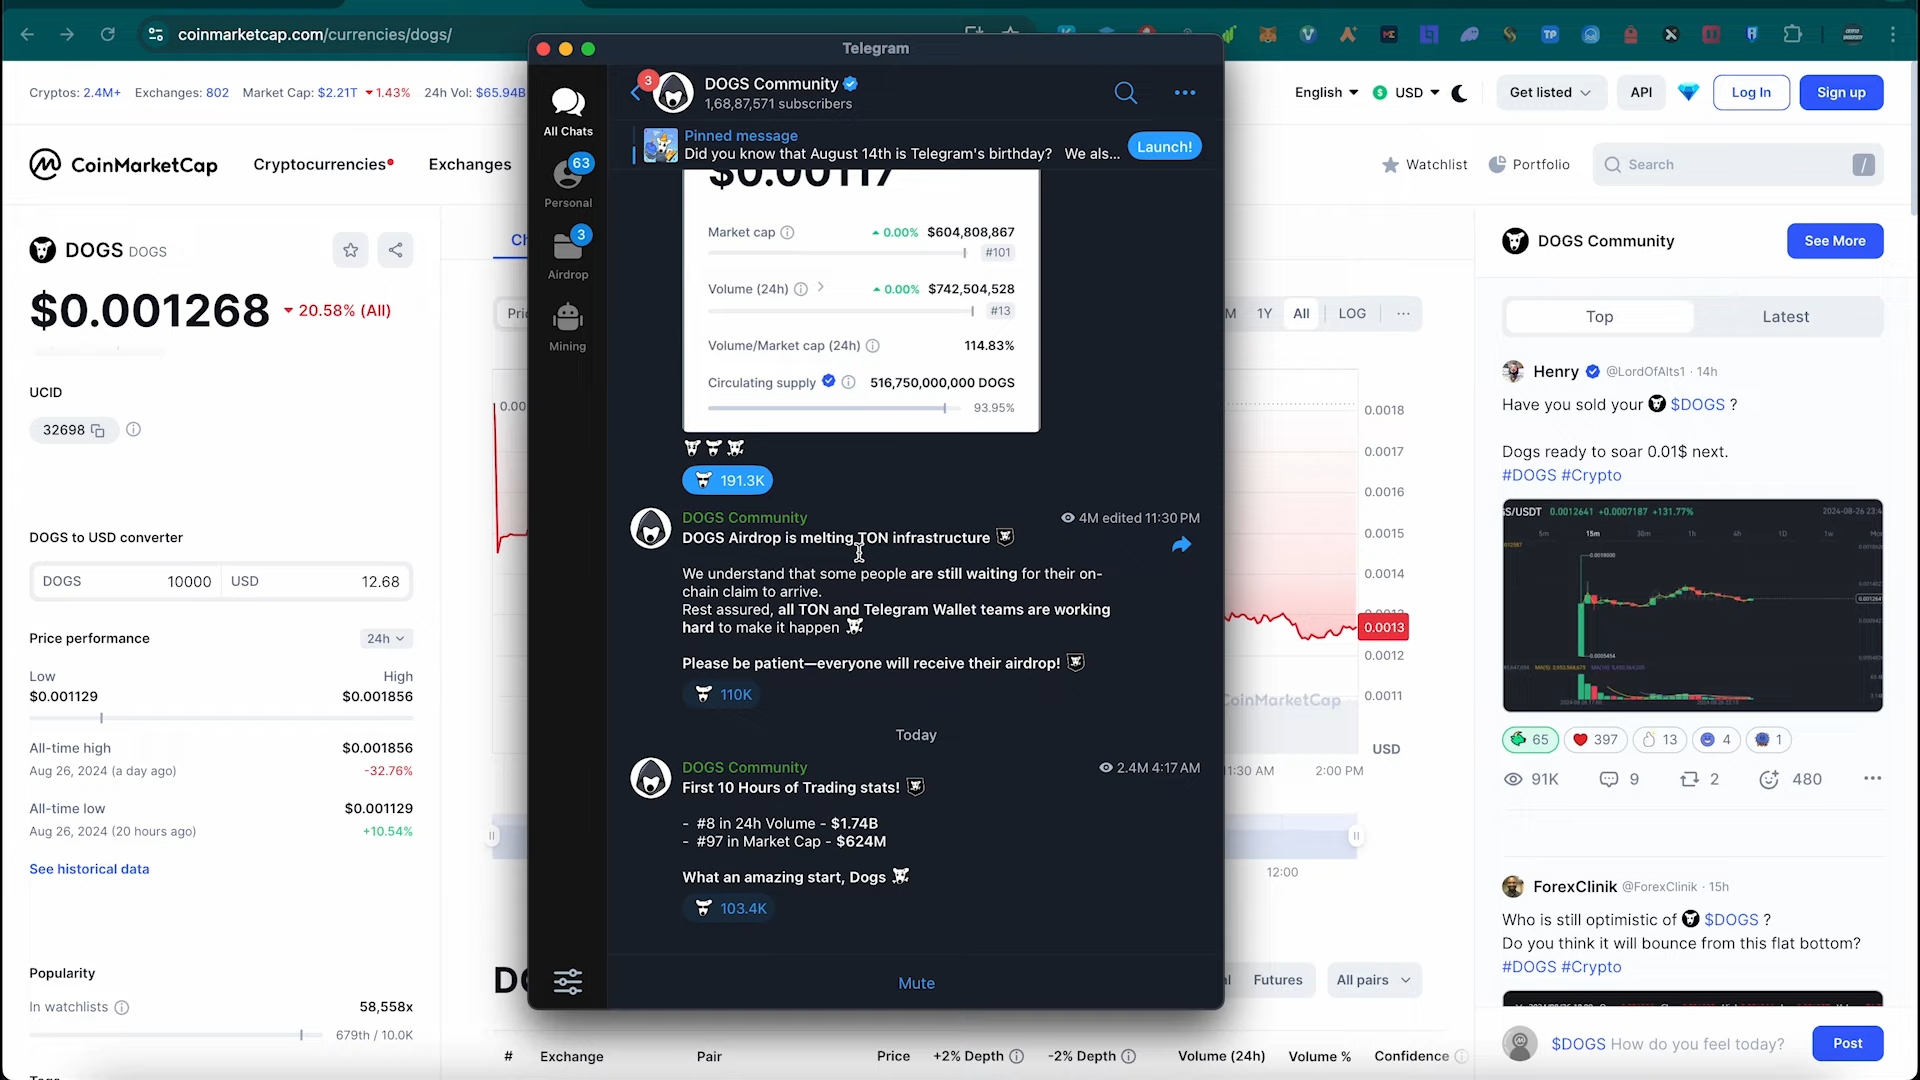 coinmarketcap.com/currencies/dogs/
Cryptos: 2.4M+ Exchanges: 802 Market Cap: $2.21T 1.43% 24h Vol: $65.94B
English USD Get listed API Log In Sign up
CoinMarketCap Cryptocurrencies Exchanges
Watchlist Portfolio Search /
DOGS DOGS
$0.001268 20.58% (All)
UCID
32698
DOGS to USD converter
DOGS 10000 USD 12.68
Price performance 24h
Low High
$0.001129 $0.001856
All-time high $0.001856
Aug 26, 2024 (a day ago) -32.76%
All-time low $0.001129
Aug 26, 2024 (20 hours ago) +10.54%
See historical data
Popularity
In watchlists 58,558x
679th / 10.0K
Telegram
All Chats
63
Personal
3
Airdrop
Mining
3
DOGS Community
1,68,87,571 subscribers
Pinned message
Did you know that August 14th is Telegram's birthday? We als...
Launch!
$0.00117
Market cap 0.00% $604,808,867
#101
Volume (24h) 0.00% $742,504,528
#13
Volume/Market cap (24h) 114.83%
Circulating supply 516,750,000,000 DOGS
93.95%
191.3K
DOGS Community 4M edited 11:30 PM
DOGS Airdrop is melting TON infrastructure
We understand that some people are still waiting for their on-
chain claim to arrive.
Rest assured, all TON and Telegram Wallet teams are working
hard to make it happen
Please be patient—everyone will receive their airdrop!
110K
Today
DOGS Community 2.4M 4:17 AM
First 10 Hours of Trading stats!
- #8 in 24h Volume - $1.74B
- #97 in Market Cap - $624M
What an amazing start, Dogs
103.4K
Mute
1Y All LOG
0.0018
0.0017
0.0016
0.0015
0.0014
0.0013
0.0012
0.0011
USD
2:00 PM
12:00
Futures All pairs
# Exchange Pair Price +2% Depth -2% Depth Volume (24h) Volume % Confidence
DOGS Community See More
Top Latest
Henry @LordOfAlts1 · 14h
Have you sold your $DOGS ?
Dogs ready to soar 0.01$ next.
#DOGS #Crypto
65 397 13 4 1
91K 9 2 480
ForexClinik @ForexClinik · 15h
Who is still optimistic of $DOGS ?
Do you think it will bounce from this flat bottom?
#DOGS #Crypto
$DOGS How do you feel today? Post